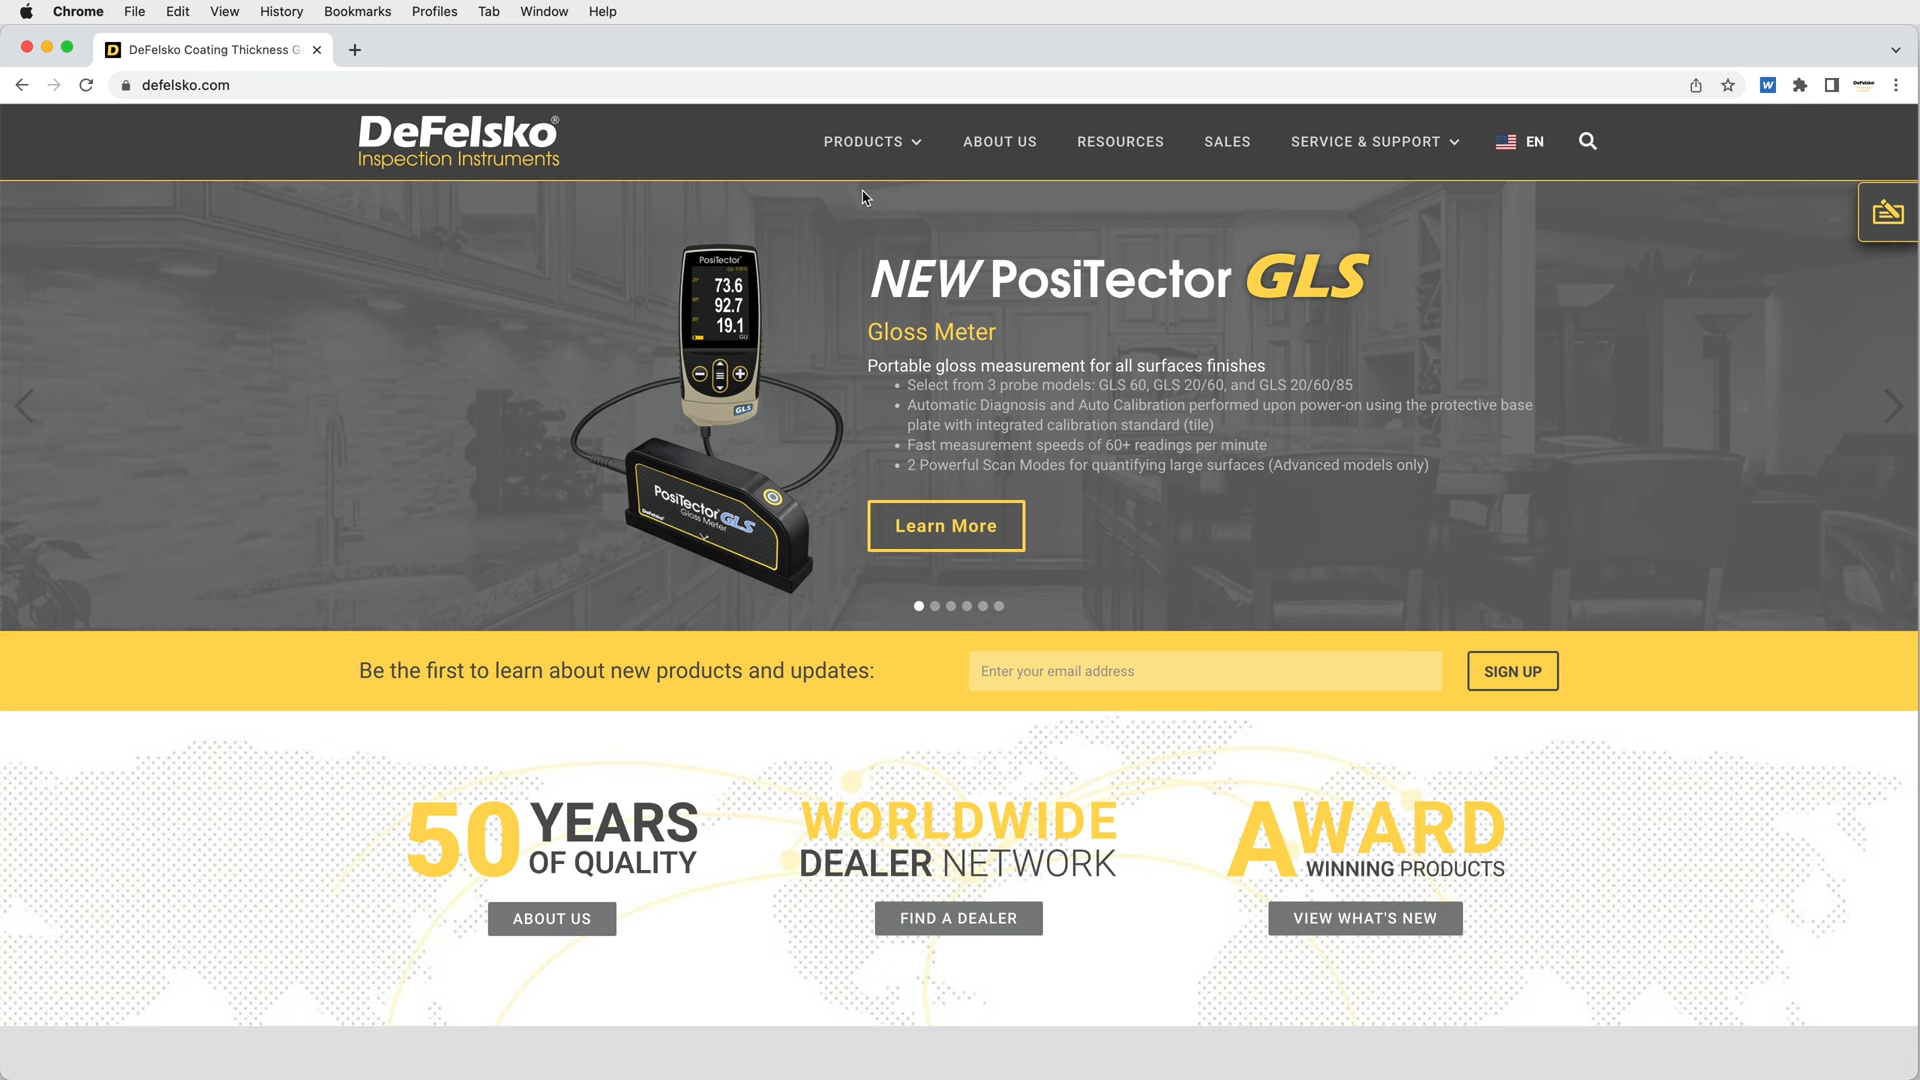 Chrome File Edit View History Bookmarks Profiles Tab Window Help
DeFelsko Coating Thickness G
defelsko.com
DeFelsko®
Inspection Instruments
PRODUCTS ABOUT US RESOURCES SALES SERVICE & SUPPORT EN
PosiTector
73.6
92.7
19.1
GU
GLS
PosiTector GLS
Gloss Meter
DeFelsko
NEW PosiTector GLS
Gloss Meter
Portable gloss measurement for all surfaces finishes
• Select from 3 probe models: GLS 60, GLS 20/60, and GLS 20/60/85
• Automatic Diagnosis and Auto Calibration performed upon power-on using the protective base
plate with integrated calibration standard (tile)
• Fast measurement speeds of 60+ readings per minute
• 2 Powerful Scan Modes for quantifying large surfaces (Advanced models only)
Learn More
Be the first to learn about new products and updates:
Enter your email address
SIGN UP
50 YEARS
OF QUALITY
ABOUT US
WORLDWIDE
DEALER NETWORK
FIND A DEALER
AWARD
WINNING PRODUCTS
VIEW WHAT'S NEW